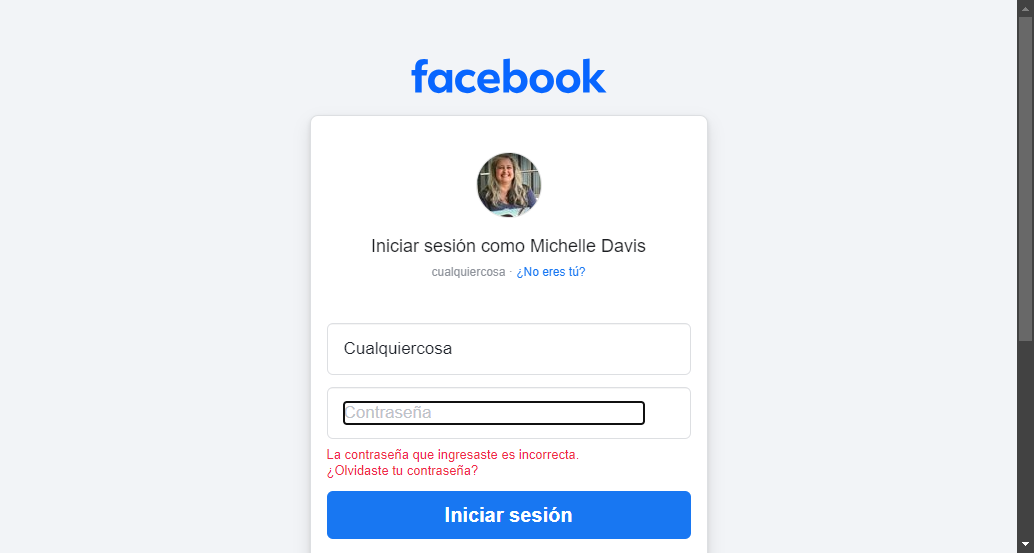 facebook
Iniciar sesión como Michelle Davis
cualquiercosa · ¿No eres tú?
Cualquiercosa
Contraseña
La contraseña que ingresaste es incorrecta.
¿Olvidaste tu contraseña?
Iniciar sesión